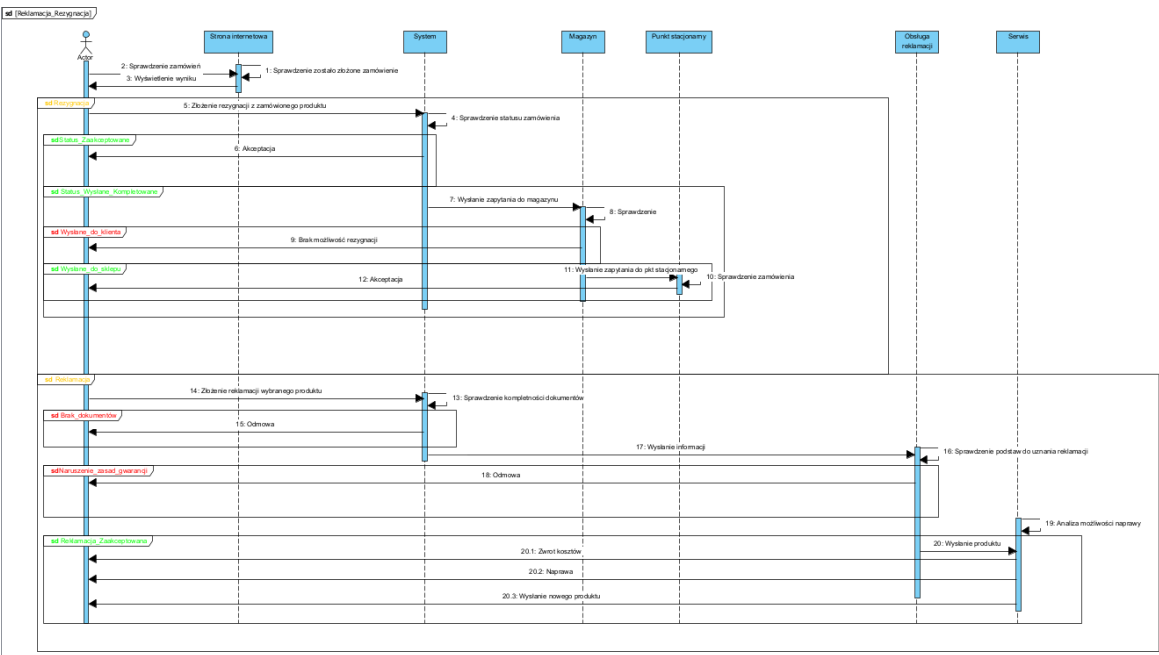 sd [Reklamacja_Rezygnacja]
Actor
Strona internetowa
System
Magazyn
Punkt stacjonarny
Obsługa
reklamacji
Serwis
2: Sprawdzenie zamówień
1: Sprawdzenie zostało złożone zamówienie
3: Wyświetlenie wyniku
sd Rezygnacja
5: Złożenie rezygnacji z zamówionego produktu
4: Sprawdzenie statusu zamówienia
sd Status_Zaakceptowane
6: Akceptacja
sd Status_Wysłane_Kompletowane
7: Wysłanie zapytania do magazynu
8: Sprawdzenie
sd Wysłane_do_klienta
9: Brak możliwość rezygnacji
sd Wysłane_do_sklepu
11: Wysłanie zapytania do pkt stacjonarnego
10: Sprawdzenie zamówienia
12: Akceptacja
sd Reklamacja
14: Złożenie reklamacji wybranego produktu
13: Sprawdzenie kompletności dokumentów
sd Brak_dokumentów
15: Odmowa
17: Wysłanie informacji
16: Sprawdzenie podstaw do uznania reklamacji
sd Naruszenie_zasad_gwarancji
18: Odmowa
19: Analiza możliwości naprawy
sd Reklamacja_Zaakceptowana
20: Wysłanie produktu
20.1: Zwrot kosztów
20.2: Naprawa
20.3: Wysłanie nowego produktu